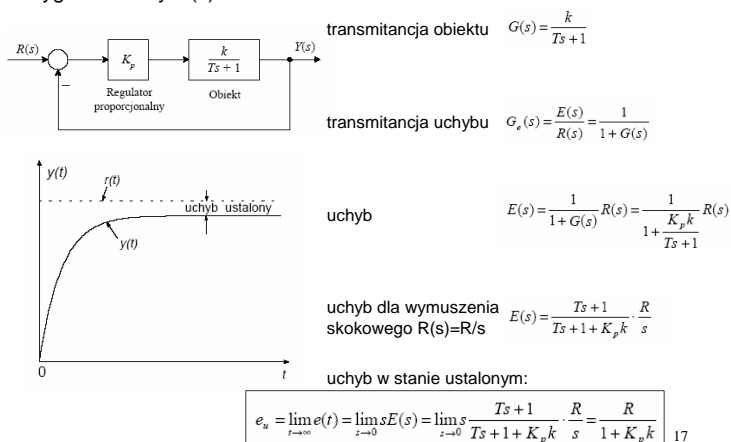 transmitancja obiektu G(s) = k / (Ts + 1)
R(s) K_p k / (Ts + 1) Y(s)
−
Regulator
proporcjonalny
Obiekt
transmitancja uchybu G_e(s) = E(s) / R(s) = 1 / (1 + G(s))
y(t)
r(t)
uchyb ustalony
y(t)
0
t
uchyb E(s) = 1 / (1 + G(s)) R(s) = 1 / (1 + K_p k / (Ts + 1)) R(s)
uchyb dla wymuszenia
skokowego R(s)=R/s E(s) = (Ts + 1) / (Ts + 1 + K_p k) · R / s
uchyb w stanie ustalonym:
e_u = lim_{t→∞} e(t) = lim_{s→0} sE(s) = lim_{s→0} s (Ts + 1) / (Ts + 1 + K_p k) · R / s = R / (1 + K_p k)
17